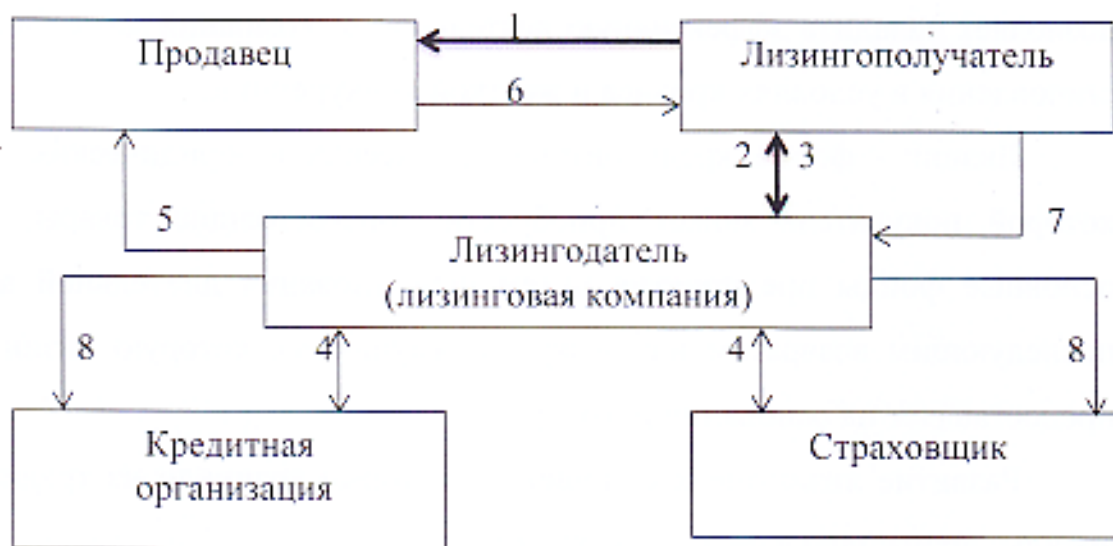 1
Продавец
Лизингополучатель
6
2
3
5
7
Лизингодатель
(лизинговая компания)
8
4
4
8
Кредитная
организация
Страховщик